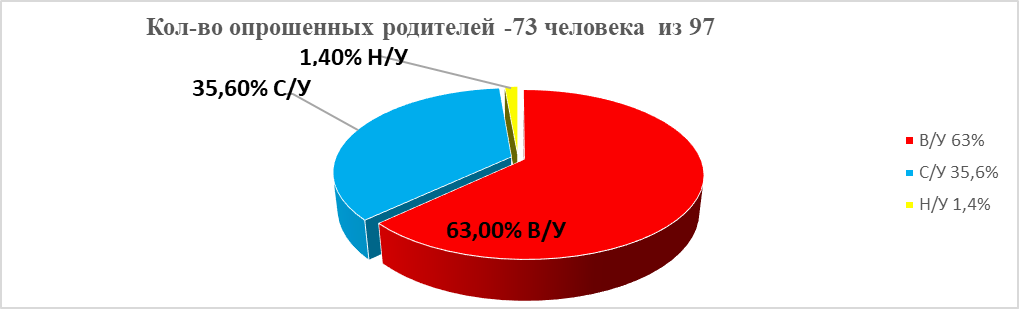 Кол-во опрошенных родителей -73 человека из 97
1,40% Н/У
35,60% С/У
63,00% В/У
В/У 63%
С/У 35,6%
Н/У 1,4%